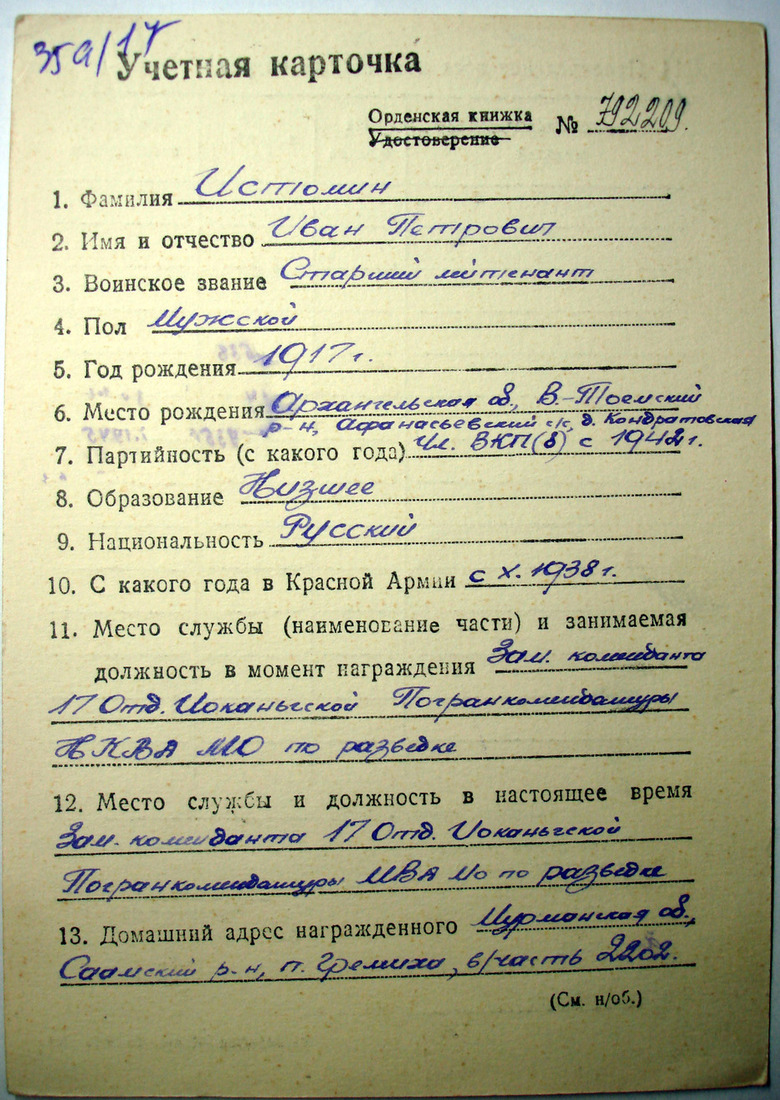 359/17
Учетная карточка
Орденская книжка № 792209.
Удостоверение
1. Фамилия Истомин
2. Имя и отчество Иван Петрович
3. Воинское звание Старший лейтенант
4. Пол Мужской
5. Год рождения 1917 г.
6. Место рождения Архангельская об., В.-Тоемский
р-н, Афанасьевский с/с, д. Кондратовская
7. Партийность (с какого года) Чл. ВКП(б) с 1942 г.
8. Образование Низшее
9. Национальность Русский
10. С какого года в Красной Армии с X. 1938 г.
11. Место службы (наименование части) и занимаемая
должность в момент награждения Зам. коменданта
17 Отд. Иоканьгской Погранкомендатуры
НКВД МО по разведке
12. Место службы и должность в настоящее время
Зам. коменданта 17 Отд. Иоканьгской
Погранкомендатуры МВД МО по разведке
13. Домашний адрес награжденного Мурманская об.,
Саамский р-н, п. Гремиха, в/часть 2202.
(См. н/об.)